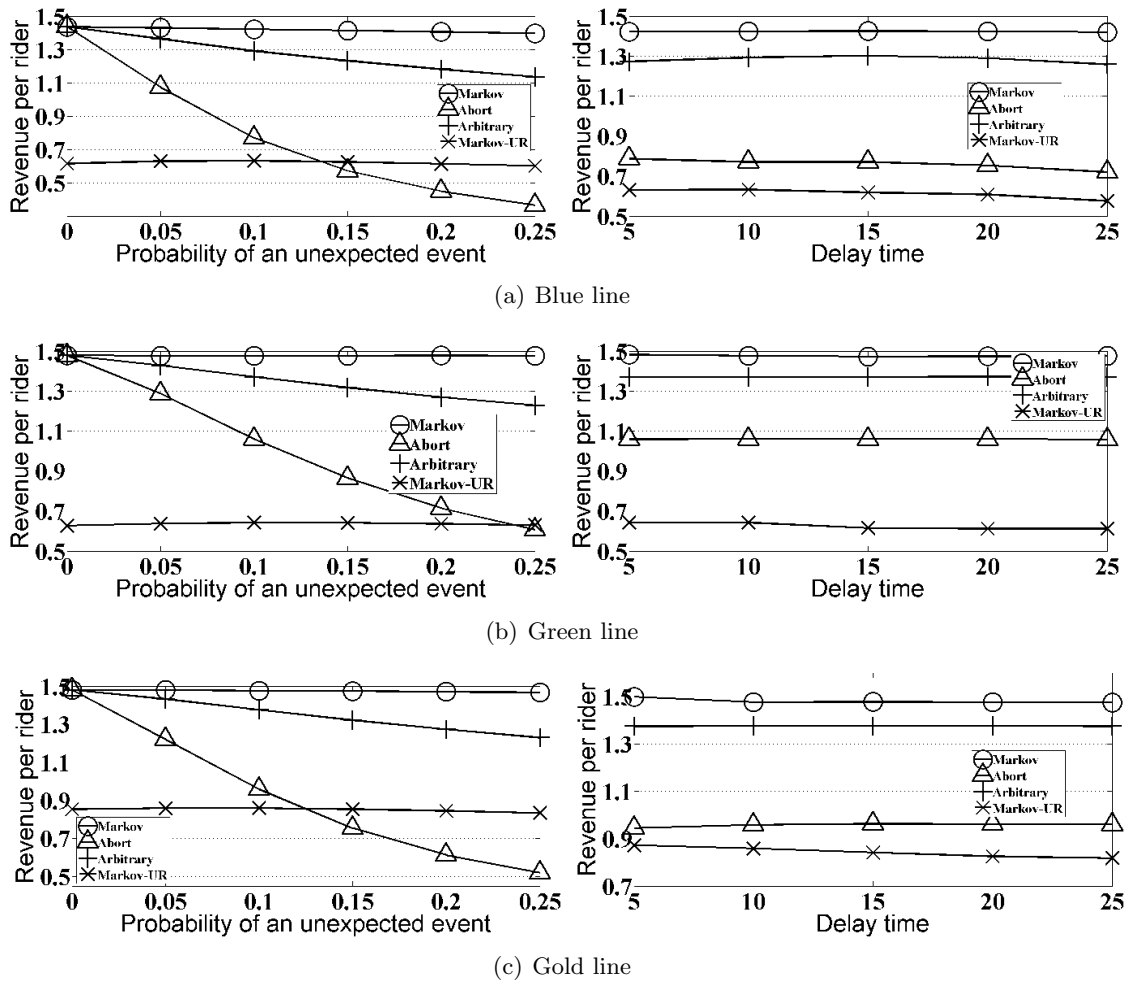 Revenue per rider
1.5
1.3
1.1
0.9
0.7
0.5
Markov
Abort
Arbitrary
Markov-UR
0 0.05 0.1 0.15 0.2 0.25
Probability of an unexpected event
Revenue per rider
1.5
1.3
1.1
0.9
0.7
0.5
Markov
Abort
Arbitrary
Markov-UR
5 10 15 20 25
Delay time
(a) Blue line
Revenue per rider
1.5
1.3
1.1
0.9
0.7
0.5
Markov
Abort
Arbitrary
Markov-UR
0 0.05 0.1 0.15 0.2 0.25
Probability of an unexpected event
Revenue per rider
1.5
1.3
1.1
0.9
0.7
0.5
Markov
Abort
Arbitrary
Markov-UR
5 10 15 20 25
Delay time
(b) Green line
Revenue per rider
1.5
1.3
1.1
0.9
0.7
0.5
Markov
Abort
Arbitrary
Markov-UR
0 0.05 0.1 0.15 0.2 0.25
Probability of an unexpected event
Revenue per rider
1.5
1.3
1.1
0.9
0.7
Markov
Abort
Arbitrary
Markov-UR
5 10 15 20 25
Delay time
(c) Gold line